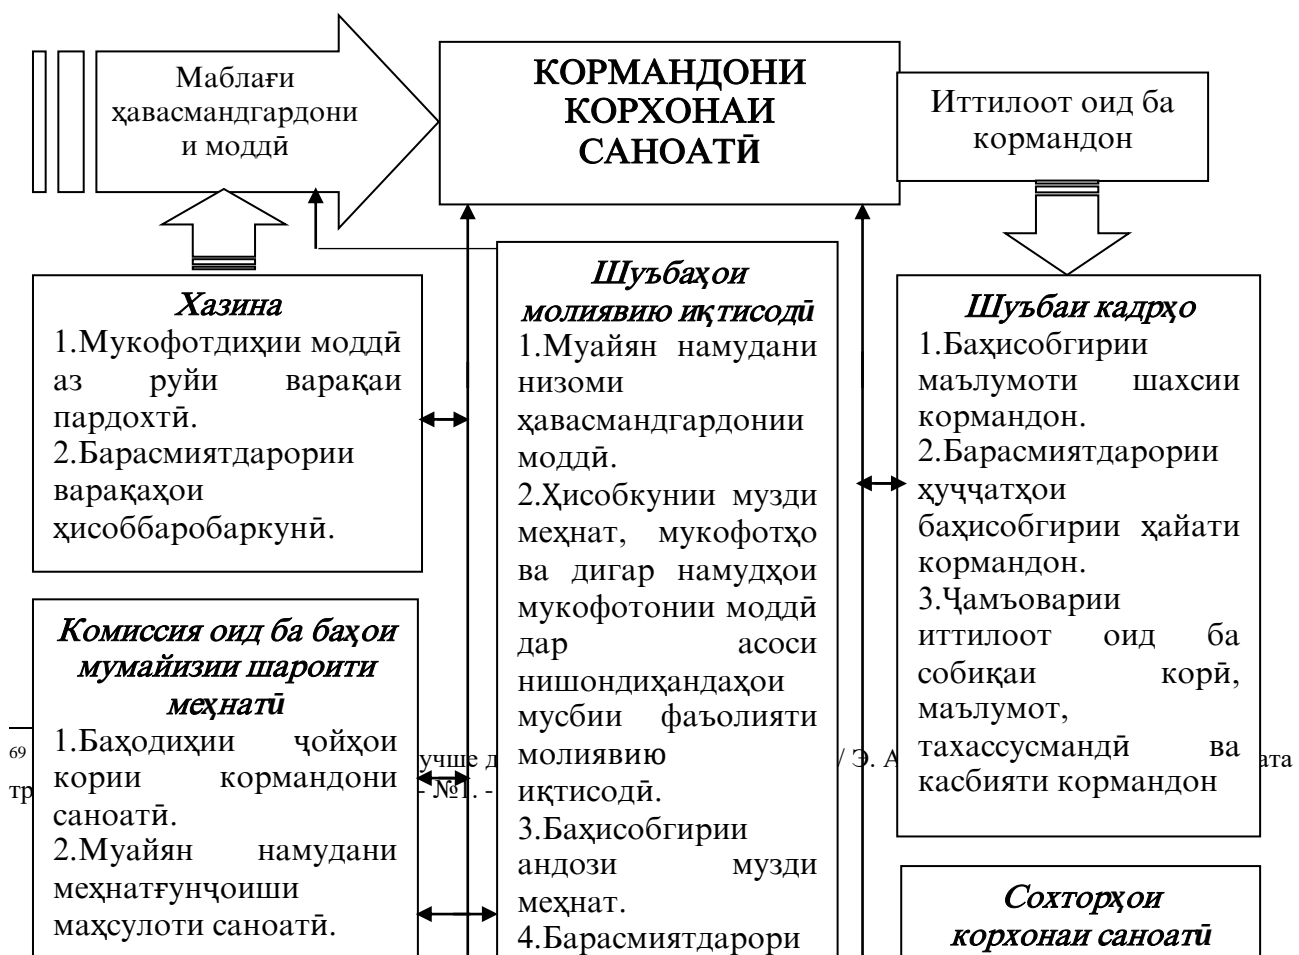 Маблағи
ҳавасмандгардони
и моддӣ
КОРМАНДОНИ
КОРХОНАИ
САНОАТӢ
Иттилоот оид ба
кормандон
Хазина
1.Мукофотдиҳии моддӣ
аз руйи варақаи
пардохтӣ.
2.Барасмиятдарории
варақаҳои
ҳисоббаробаркунӣ.
Комиссия оид ба баҳои
мумайизии шароити
меҳнатӣ
1.Баҳодиҳии ҷойҳои
кории кормандони
саноатӣ.
2.Муайян намудани
меҳнатғунҷоиши
маҳсулоти саноатӣ.
Шуъбаҳои
молиявию иқтисодӣ
1.Муайян намудани
низоми
ҳавасмандгардонии
моддӣ.
2.Ҳисобкунии музди
меҳнат, мукофотҳо
ва дигар намудҳои
мукофотонии моддӣ
дар асоси
нишондиҳандаҳои
мусбии фаъолияти
молиявию
иқтисодӣ.
3.Баҳисобгирии
андози музди
меҳнат.
4.Барасмиятдарори
Шуъбаи кадрҳо
1.Баҳисобгирии
маълумоти шахсии
кормандон.
2.Барасмиятдарории
ҳуҷҷатҳои
баҳисобгирии ҳайати
кормандон.
3.Ҷамъоварии
иттилоот оид ба
собиқаи корӣ,
маълумот,
тахассусмандӣ ва
касбияти кормандон
Сохторҳои
корхонаи саноатӣ
69 учше д / Э. А ата
тр - №1. -